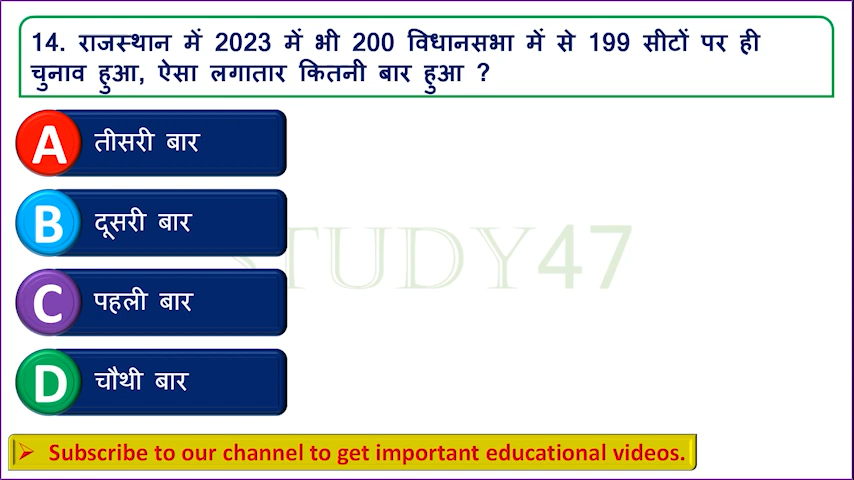 14. राजस्थान में 2023 में भी 200 विधानसभा में से 199 सीटों पर ही
चुनाव हुआ, ऐसा लगातार कितनी बार हुआ ?
A तीसरी बार
B दूसरी बार
STUDY47
C पहली बार
D चौथी बार
Subscribe to our channel to get important educational videos.